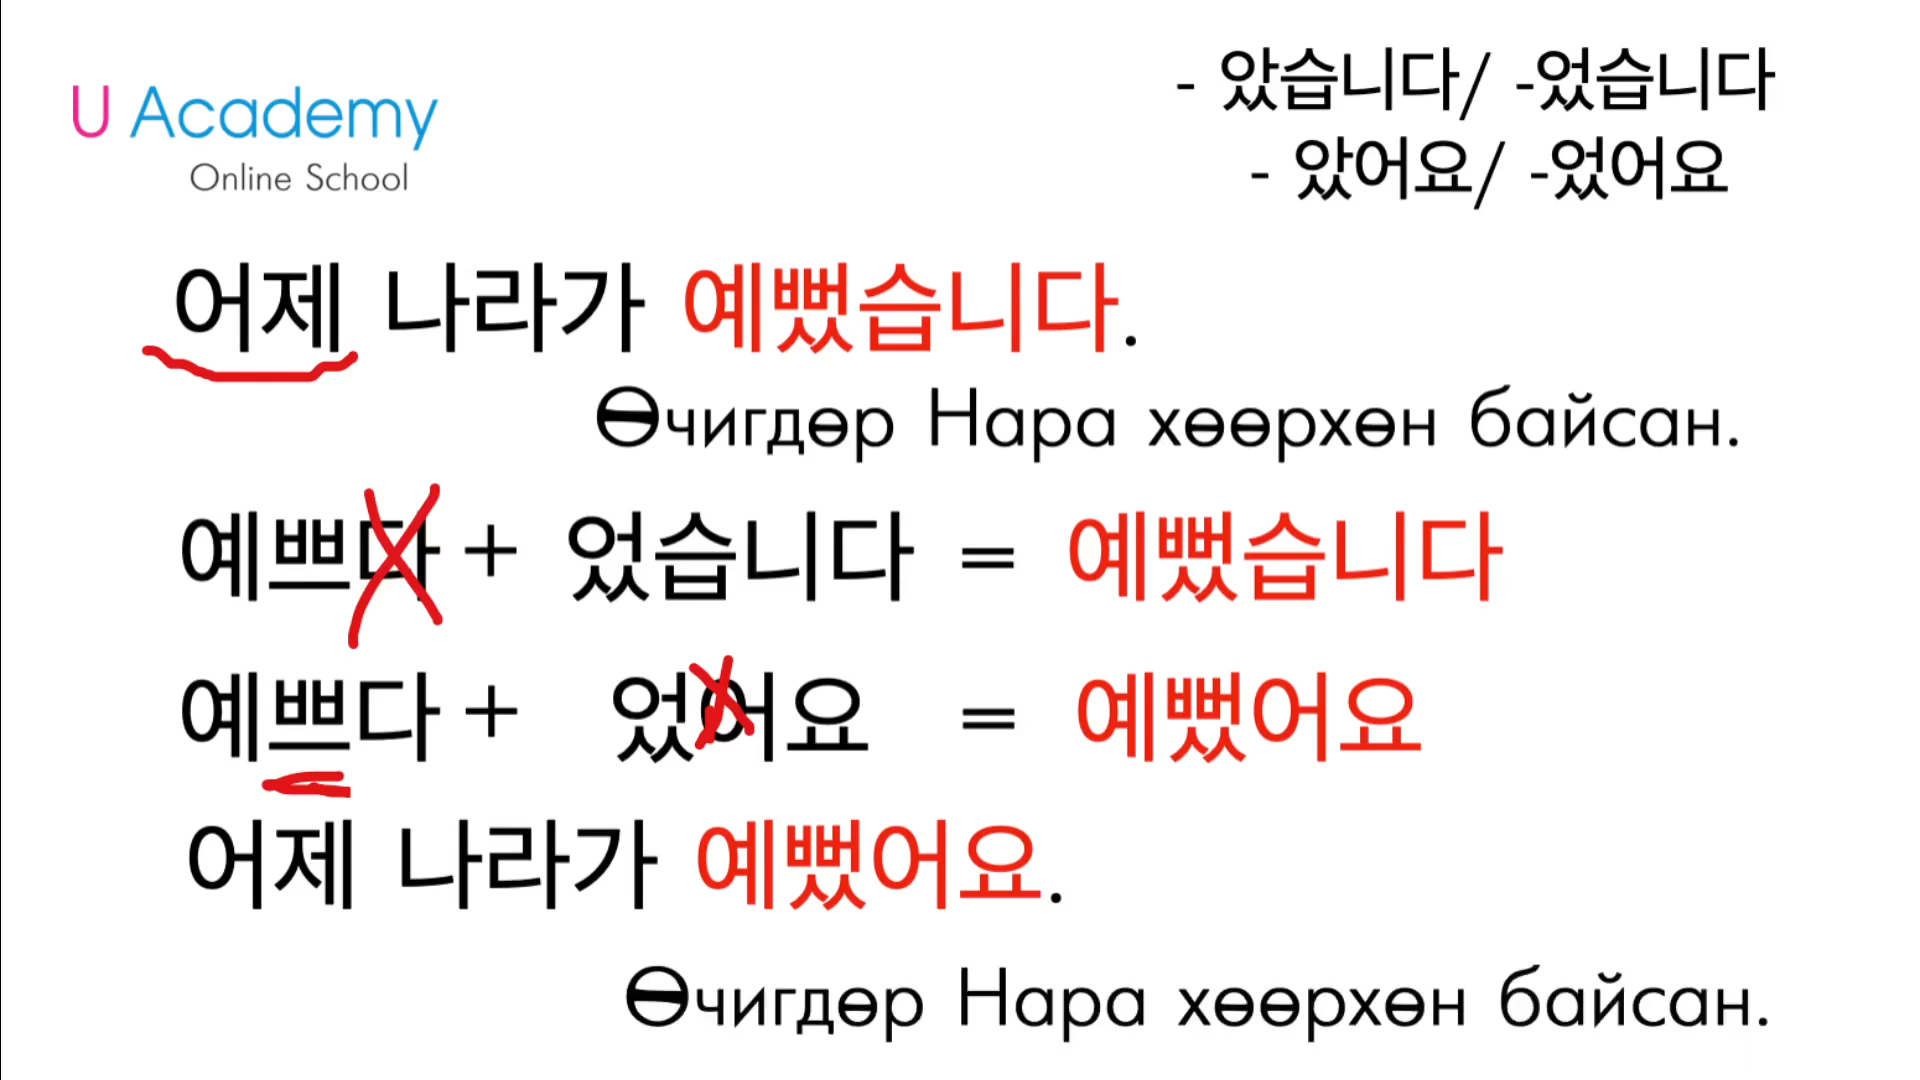 U Academy
Online School
- 았습니다/ -었습니다
- 았어요/ -었어요
어제 나라가 예뻤습니다.
Өчигдөр Нара хөөрхөн байсан.
예쁘다 + 었습니다 = 예뻤습니다
예쁘다 + 었어요 = 예뻤어요
어제 나라가 예뻤어요.
Өчигдөр Нара хөөрхөн байсан.